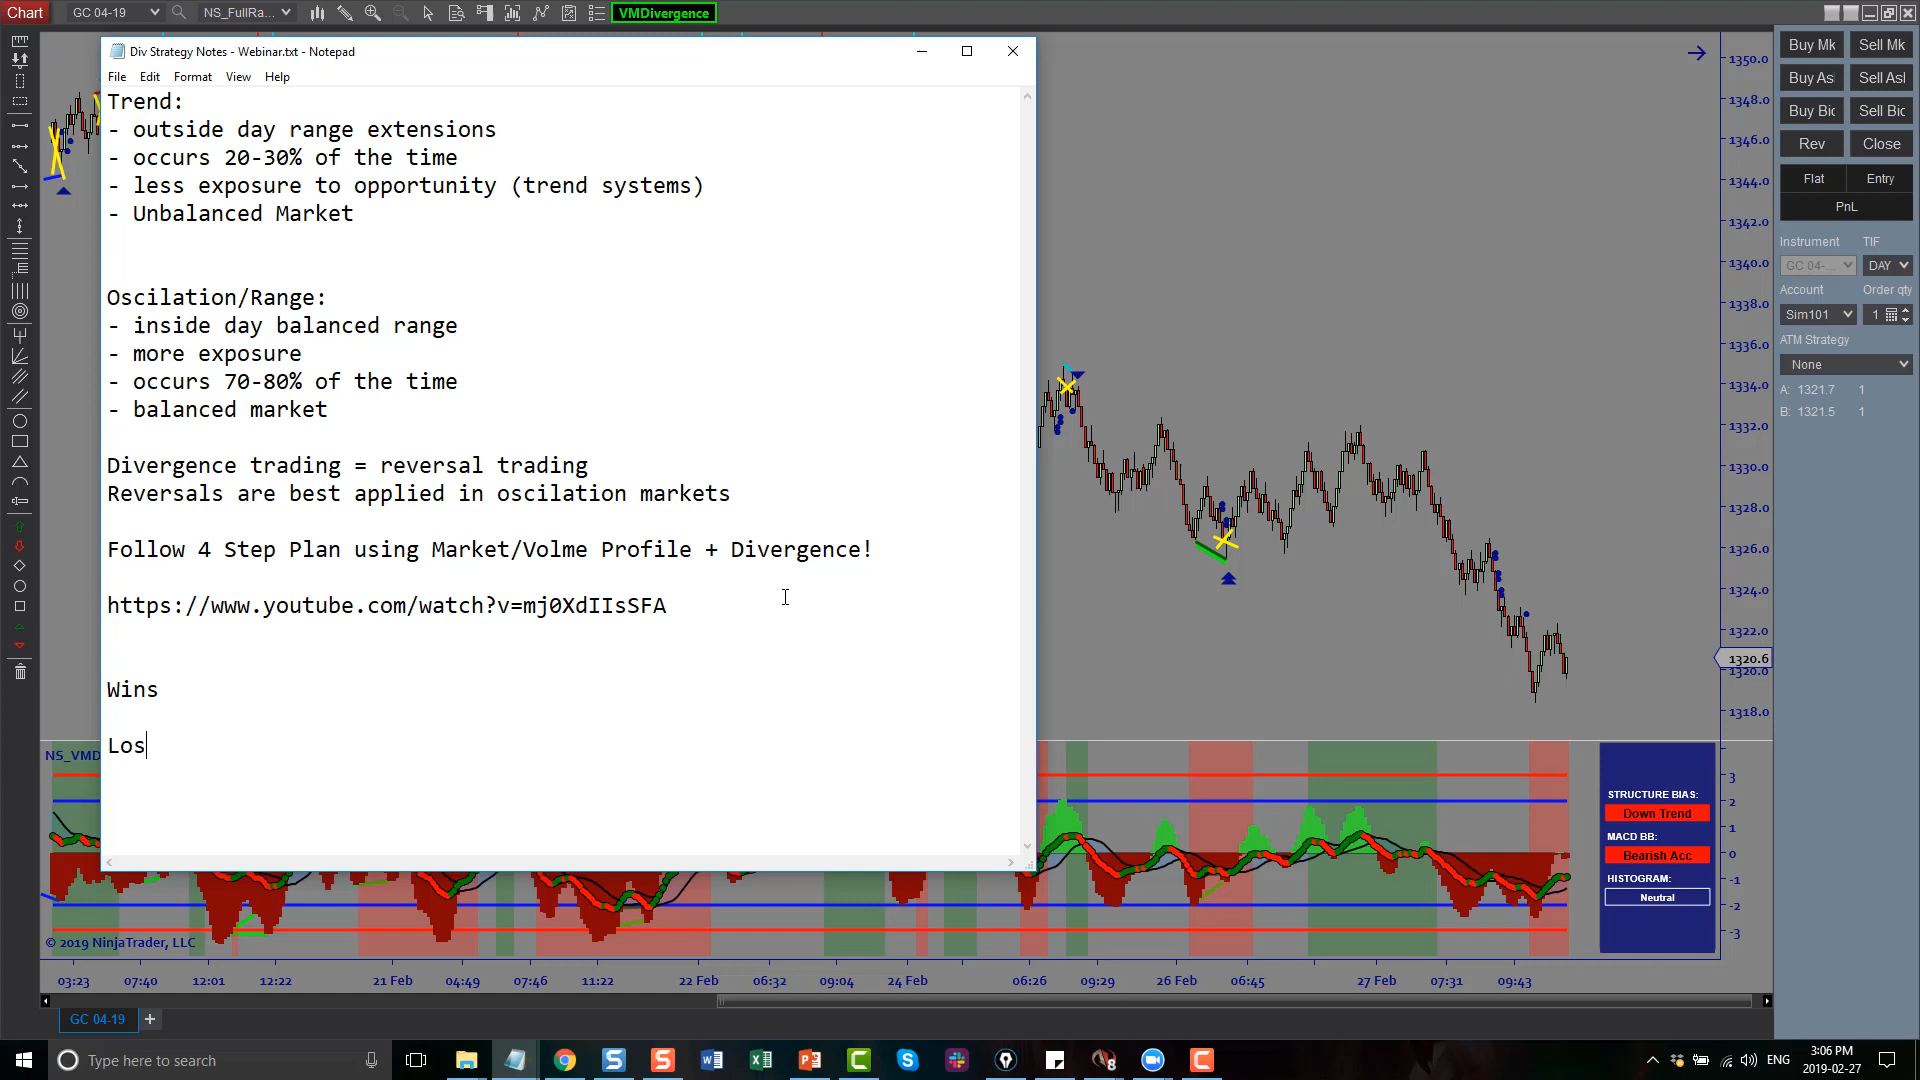 Chart GC 04-19 NS_FullRa... VMDivergence
Div Strategy Notes - Webinar.txt - Notepad
File Edit Format View Help
Trend:
- outside day range extensions
- occurs 20-30% of the time
- less exposure to opportunity (trend systems)
- Unbalanced Market
Oscilation/Range:
- inside day balanced range
- more exposure
- occurs 70-80% of the time
- balanced market
Divergence trading = reversal trading
Reversals are best applied in oscilation markets
Follow 4 Step Plan using Market/Volme Profile + Divergence!
https://www.youtube.com/watch?v=mj0XdIIsSFA
Wins
Los
1350.0
1348.0
1346.0
1344.0
1342.0
1340.0
1338.0
1336.0
1334.0
1332.0
1330.0
1328.0
1326.0
1324.0
1322.0
1320.6
1320.0
1318.0
Buy Mk Sell Mk
Buy As Sell Asl
Buy Bic Sell Bic
Rev Close
Flat Entry
PnL
Instrument TIF
GC 04-... DAY
Account Order qty
Sim101 1
ATM Strategy
None
A: 1321.7 1
B: 1321.5 1
NS_VMD
STRUCTURE BIAS:
Down Trend
MACD BB:
Bearish Acc
HISTOGRAM:
Neutral
3
2
1
0
-1
-2
-3
© 2019 NinjaTrader, LLC
03:23 07:40 12:01 12:22 21 Feb 04:49 07:46 11:22 22 Feb 06:32 09:04 24 Feb 06:26 09:29 26 Feb 06:45 27 Feb 07:31 09:43
GC 04-19 +
Type here to search
ENG
3:06 PM
2019-02-27